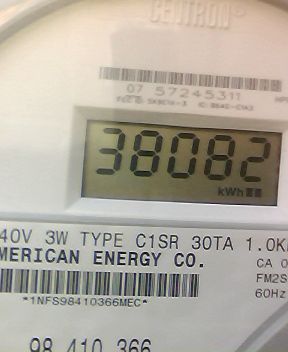 CENTRON®
07 57245311
38082
kWh
40V 3W TYPE C1SR 30TA 1.0K
MERICAN ENERGY CO.
CA 0
FM2S
60Hz
*1NFS98410366MEC*
98 410 366